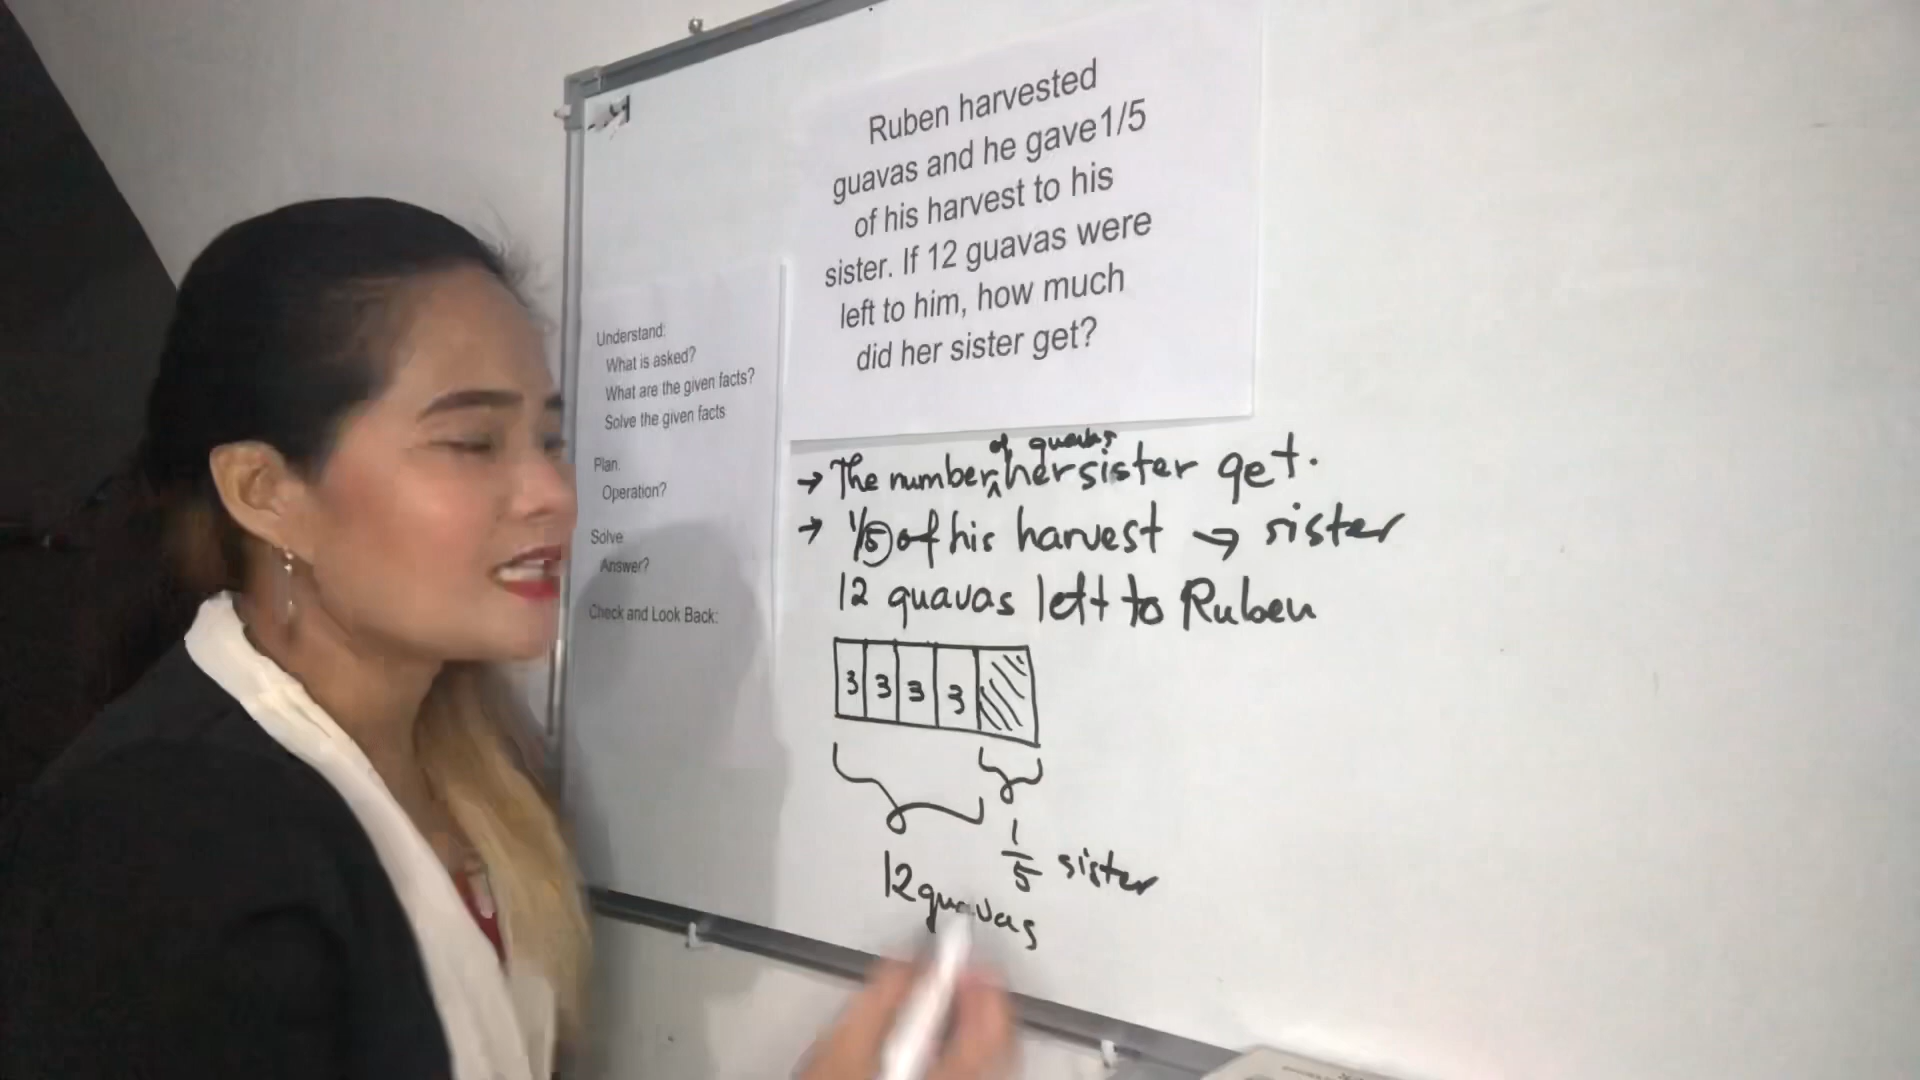 Ruben harvested
guavas and he gave1/5
of his harvest to his
sister. If 12 guavas were
left to him, how much
did her sister get?
Understand:
What is asked?
What are the given facts?
Solve the given facts
Plan:
Operation?
Solve
Answer?
Check and Look Back:
of guavas
→ The number ^ her sister get.
→ 1/5 of his harvest → sister
12 guavas left to Ruben
3 3 3 3
1/5 sister
12 guavas